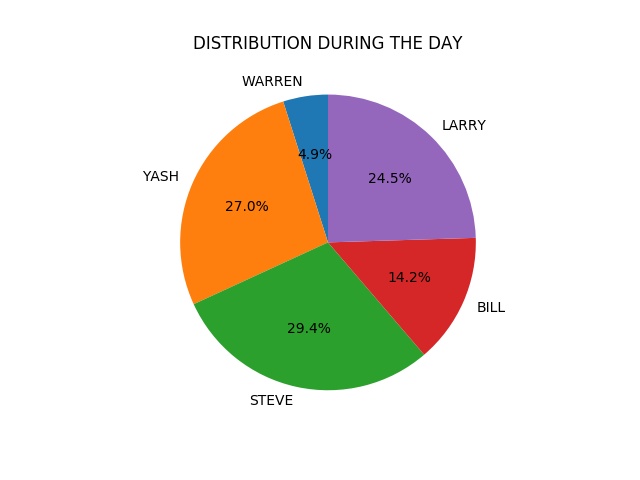 DISTRIBUTION DURING THE DAY
WARREN
LARRY
4.9%
YASH
24.5%
27.0%
14.2%
BILL
29.4%
STEVE